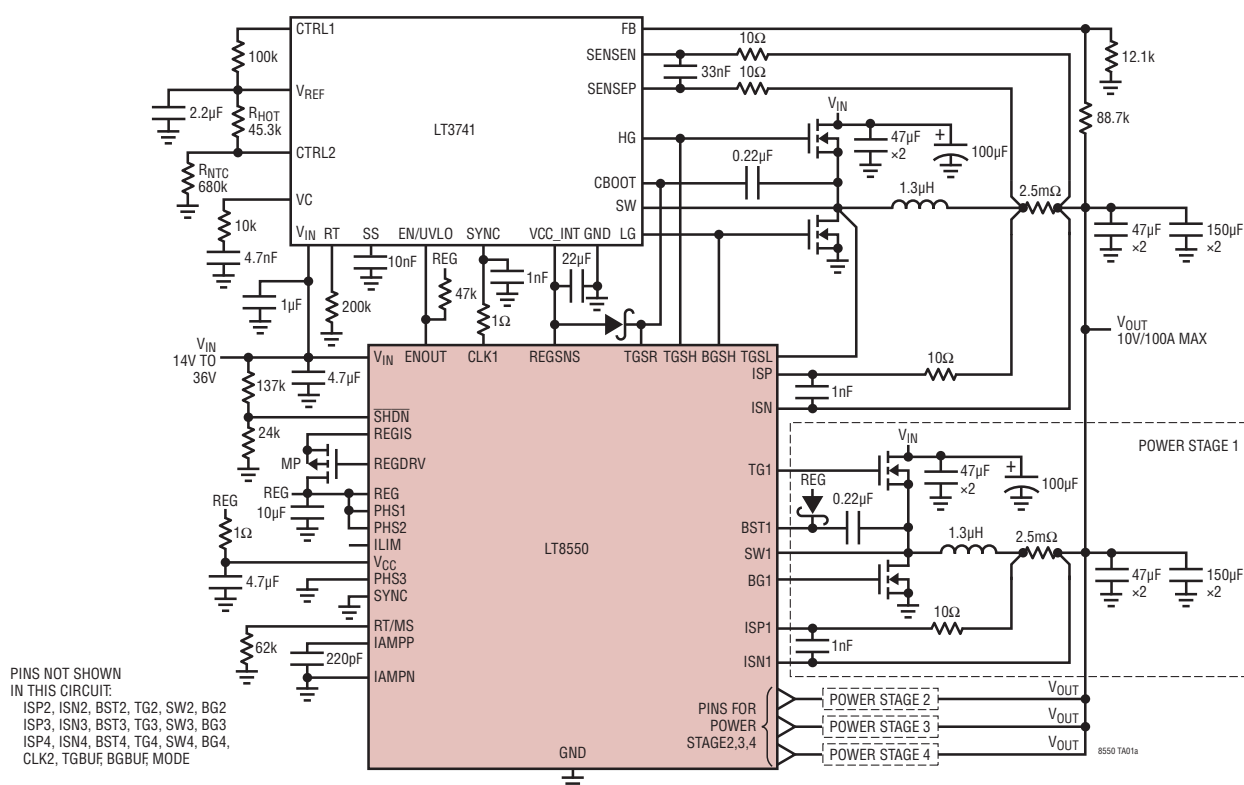 CTRL1
FB
100k
SENSEN
10Ω
12.1k
33nF
10Ω
SENSEP
2.2µF
VREF
RHOT
45.3k
LT3741
VIN
88.7k
HG
47µF
×2
+
100µF
CTRL2
RNTC
680k
0.22µF
CBOOT
1.3µH
2.5mΩ
VC
SW
10k
VIN RT SS EN/UVLO SYNC VCC_INT GND LG
47µF
×2
150µF
×2
4.7nF
10nF
REG
22µF
1nF
47k
1µF
200k
1Ω
VOUT
10V/100A MAX
VIN
14V TO
36V
VIN ENOUT CLK1 REGSNS TGSR TGSH BGSH TGSL
10Ω
ISP
4.7µF
137k
1nF
ISN
SHDN
24k
REGIS
VIN
POWER STAGE 1
MP
REGDRV
TG1
47µF
×2
+
100µF
REG
REG
REG
10µF
0.22µF
PHS1
REG
PHS2
BST1
1Ω
1.3µH
2.5mΩ
ILIM
LT8550
SW1
VCC
4.7µF
PHS3
BG1
47µF
×2
150µF
×2
SYNC
10Ω
RT/MS
ISP1
62k
IAMPP
1nF
220pF
ISN1
IAMPN
PINS NOT SHOWN
IN THIS CIRCUIT:
ISP2, ISN2, BST2, TG2, SW2, BG2
ISP3, ISN3, BST3, TG3, SW3, BG3
ISP4, ISN4, BST4, TG4, SW4, BG4,
CLK2, TGBUF, BGBUF, MODE
PINS FOR
POWER
STAGE2,3,4
POWER STAGE 2
VOUT
POWER STAGE 3
VOUT
POWER STAGE 4
VOUT
GND
8550 TA01a